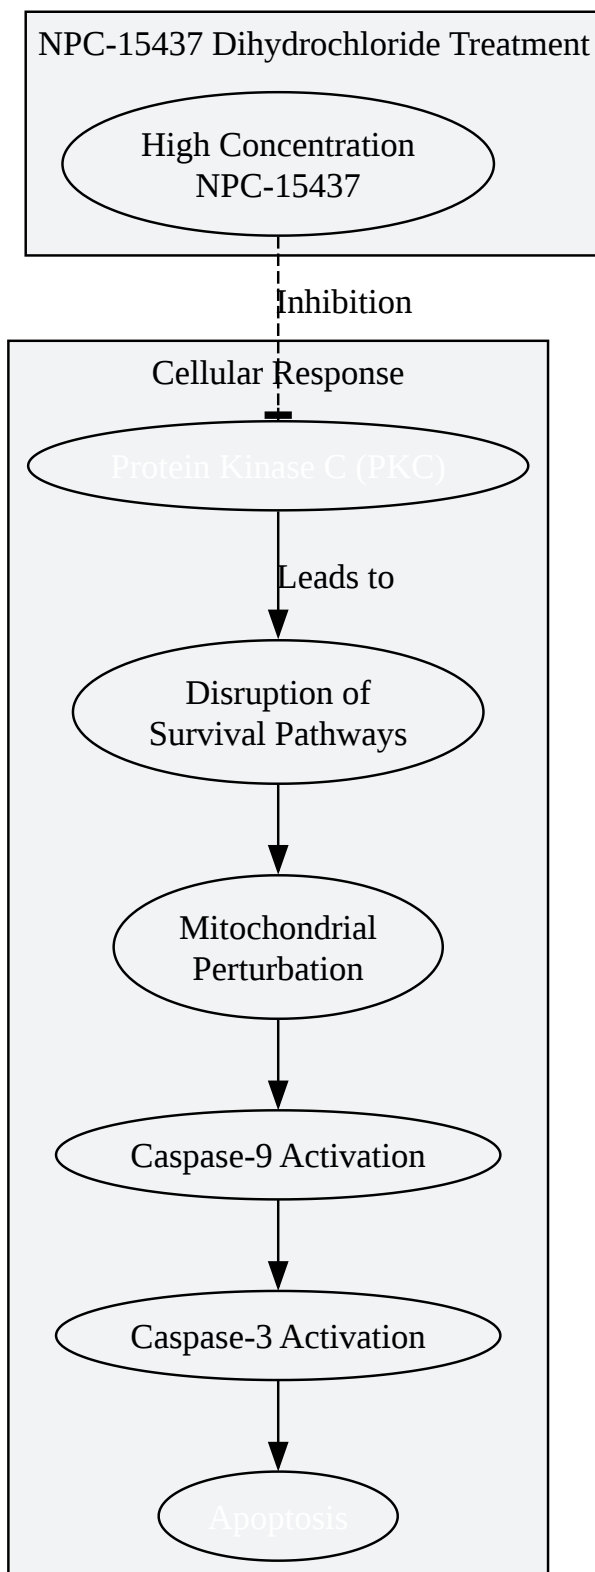 NPC-15437 Dihydrochloride Treatment
High Concentration
NPC-15437
Inhibition
Cellular Response
Protein Kinase C (PKC)
Leads to
Disruption of
Survival Pathways
Mitochondrial
Perturbation
Caspase-9 Activation
Caspase-3 Activation
Apoptosis